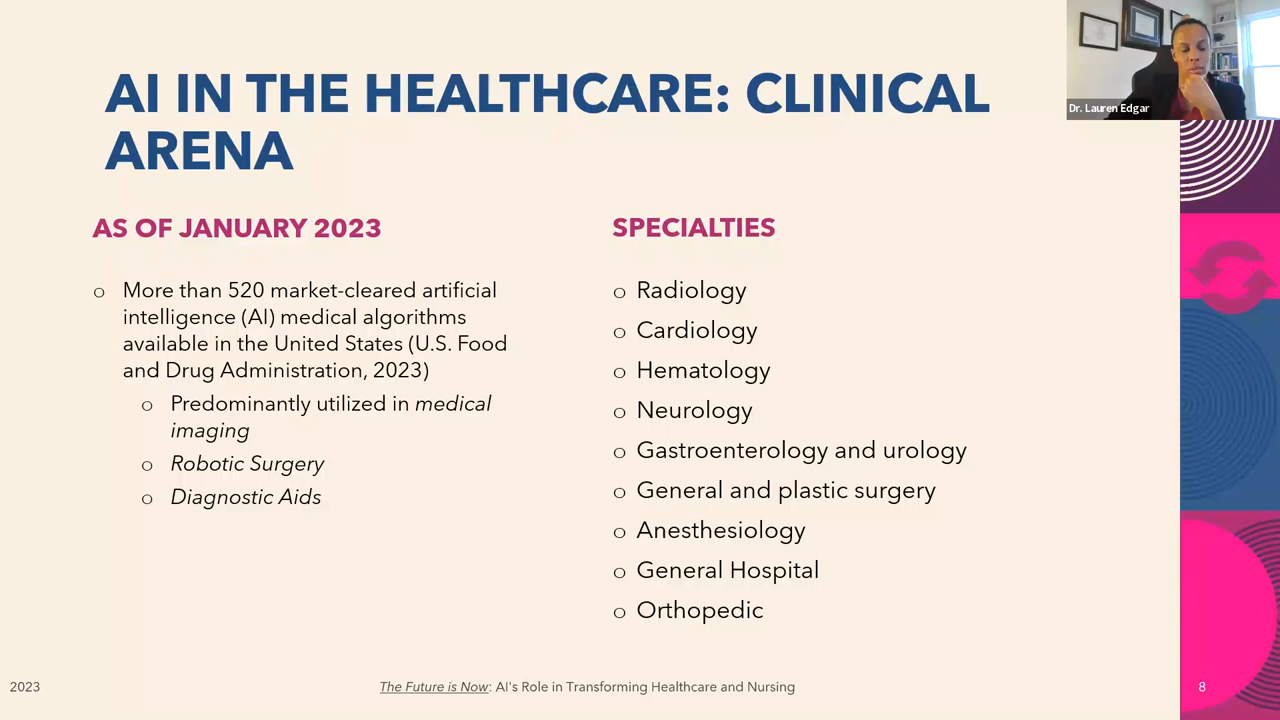 AI IN THE HEALTHCARE: CLINICAL
ARENA
Dr. Lauren Edgar
AS OF JANUARY 2023
o More than 520 market-cleared artificial
intelligence (AI) medical algorithms
available in the United States (U.S. Food
and Drug Administration, 2023)
o Predominantly utilized in medical
imaging
o Robotic Surgery
o Diagnostic Aids
SPECIALTIES
o Radiology
o Cardiology
o Hematology
o Neurology
o Gastroenterology and urology
o General and plastic surgery
o Anesthesiology
o General Hospital
o Orthopedic
2023
The Future is Now: AI's Role in Transforming Healthcare and Nursing
8